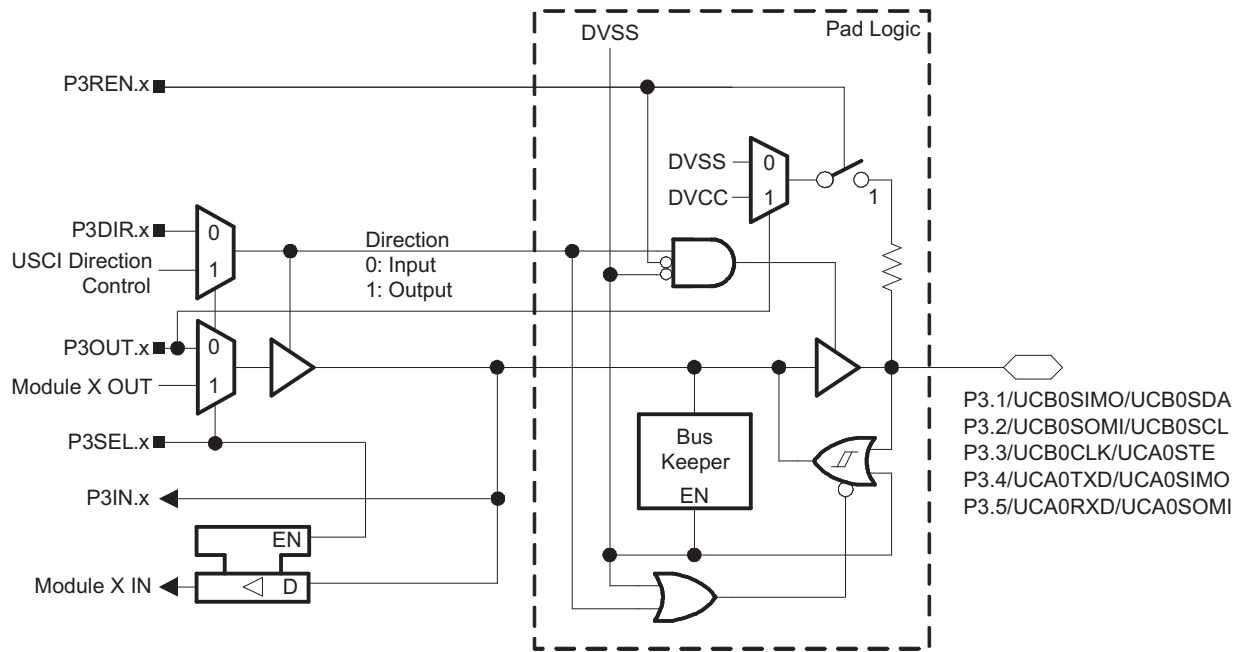 DVSS
Pad Logic
P3REN.x
DVSS
0
DVCC
1
1
P3DIR.x
0
USCI Direction
Control
1
Direction
0: Input
1: Output
P3OUT.x
0
Module X OUT
1
P3SEL.x
Bus
Keeper
EN
P3.1/UCB0SIMO/UCB0SDA
P3.2/UCB0SOMI/UCB0SCL
P3.3/UCB0CLK/UCA0STE
P3.4/UCA0TXD/UCA0SIMO
P3.5/UCA0RXD/UCA0SOMI
P3IN.x
EN
Module X IN
D